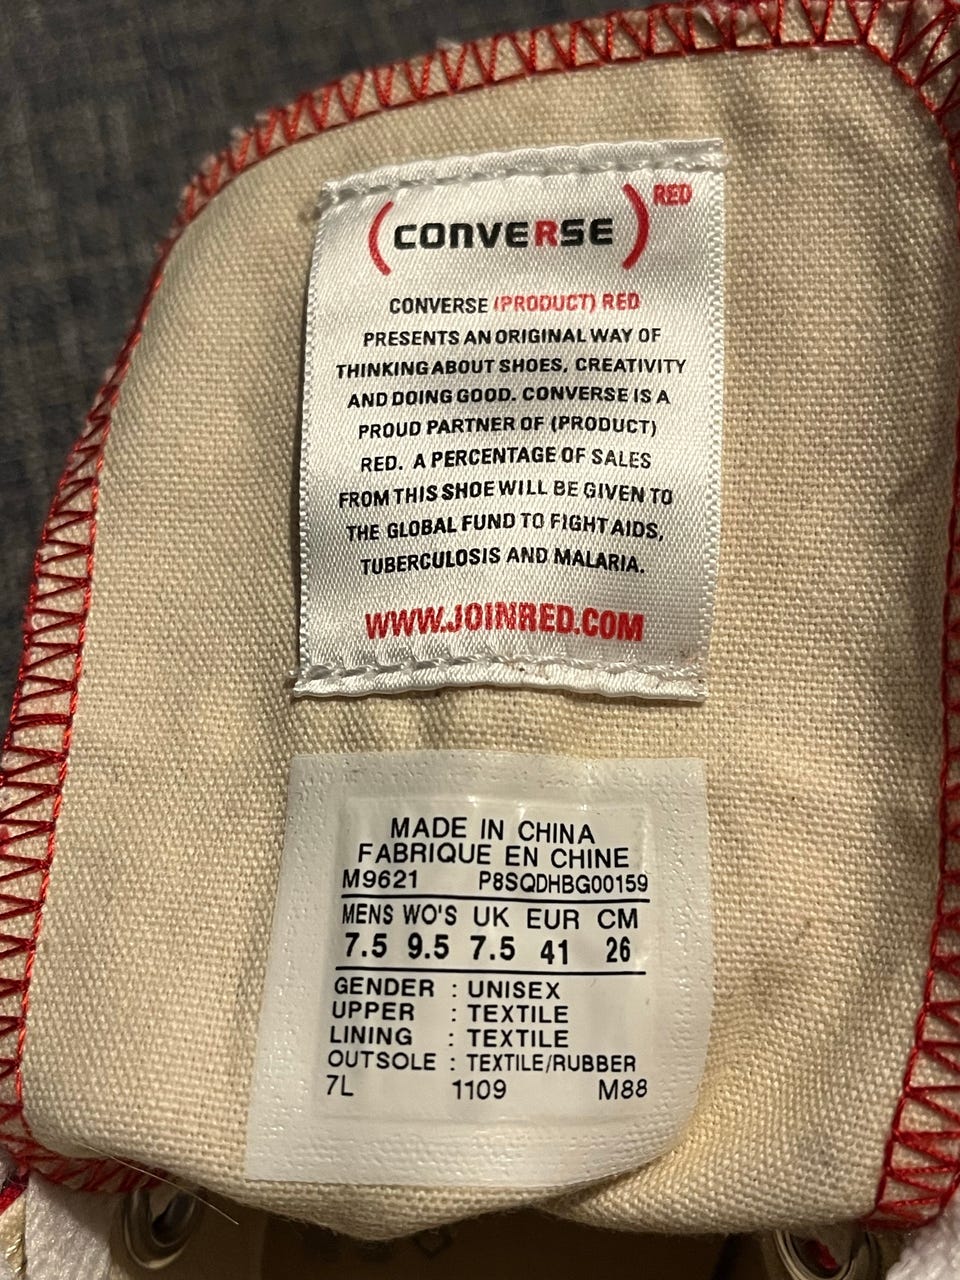 (CONVERSE) RED
CONVERSE (PRODUCT) RED
PRESENTS AN ORIGINAL WAY OF
THINKING ABOUT SHOES, CREATIVITY
AND DOING GOOD. CONVERSE IS A
PROUD PARTNER OF (PRODUCT)
RED. A PERCENTAGE OF SALES
FROM THIS SHOE WILL BE GIVEN TO
THE GLOBAL FUND TO FIGHT AIDS,
TUBERCULOSIS AND MALARIA.
WWW.JOINRED.COM
MADE IN CHINA
FABRIQUE EN CHINE
M9621 P8SQDHBG00159
MENS WO'S UK EUR CM
7.5 9.5 7.5 41 26
GENDER : UNISEX
UPPER : TEXTILE
LINING : TEXTILE
OUTSOLE : TEXTILE/RUBBER
7L 1109 M88